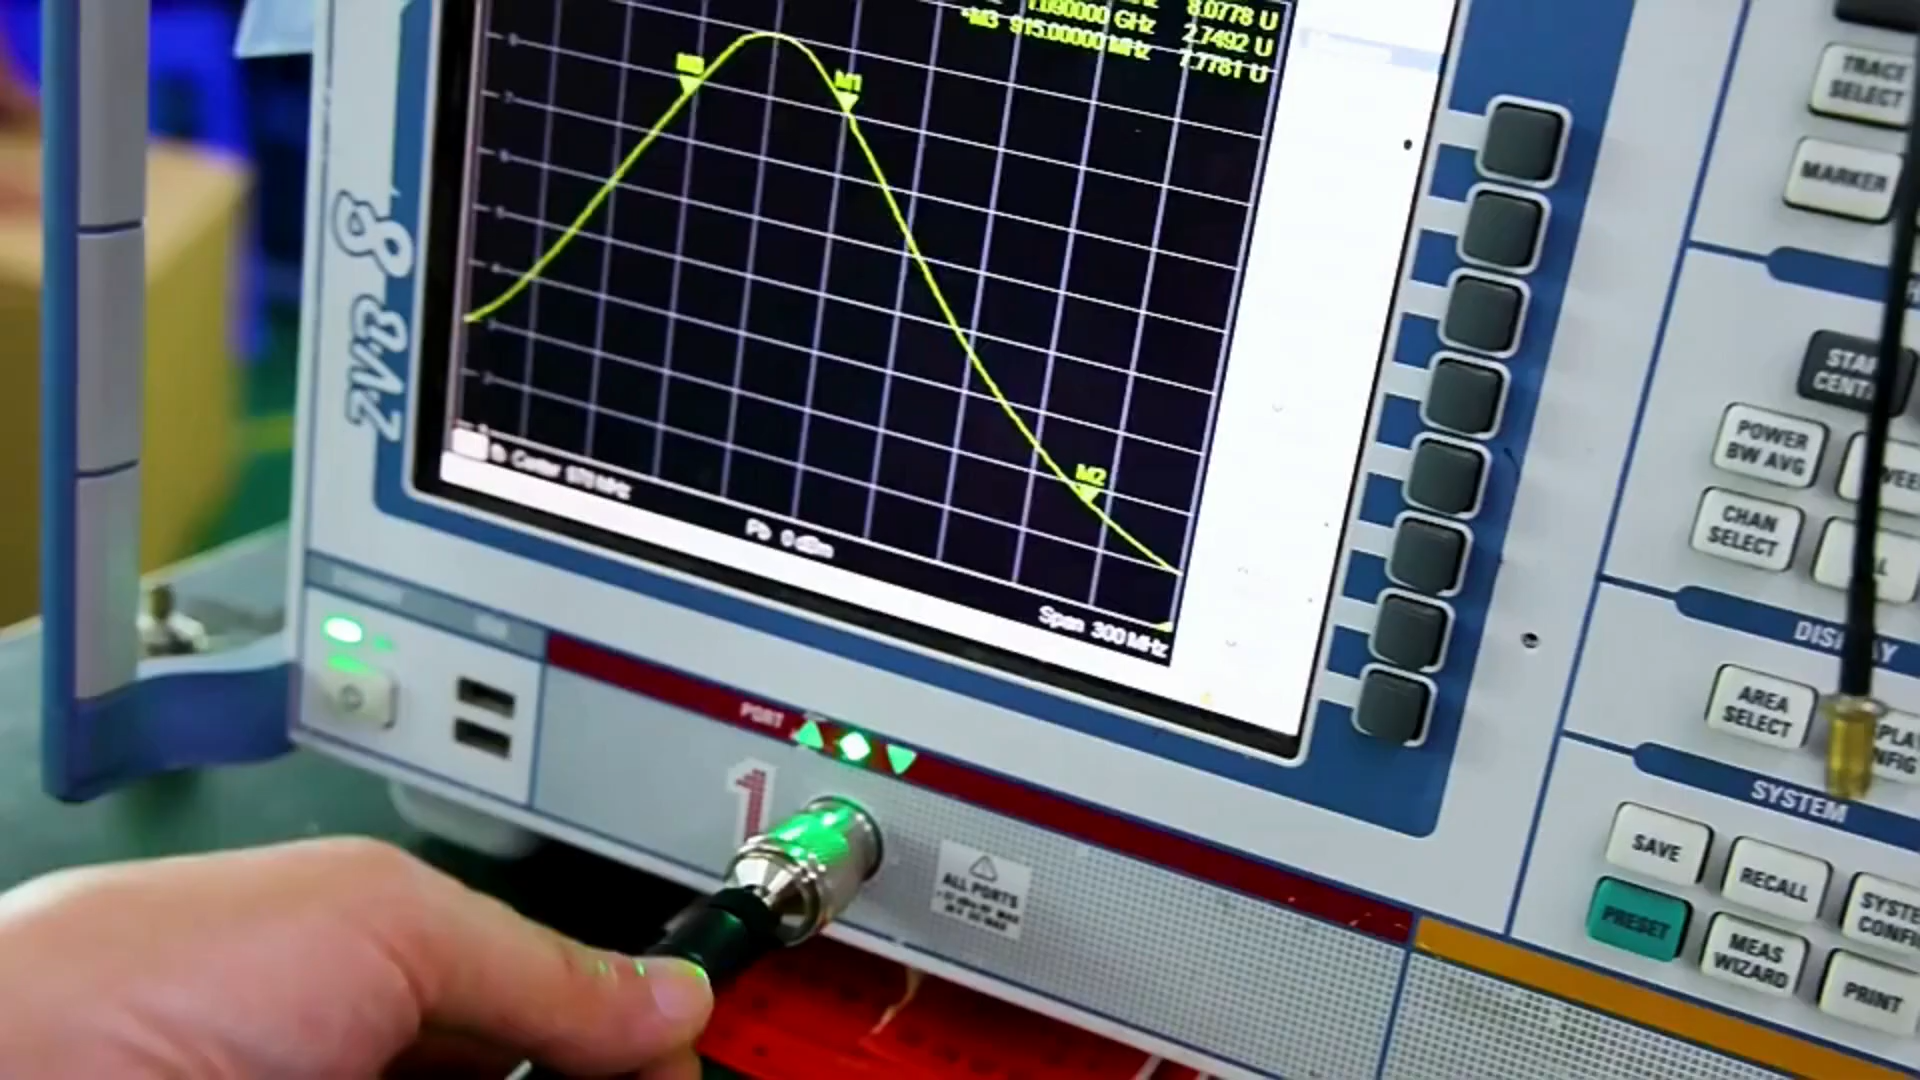 8.0778 U
1.090000 GHz 2.7492 U
•M3 915.00000 MHz 7.7781 U
M3
M1
M2
Center 970 MHz
Pb 0 dBm
Span 300 MHz
ZVB 8
PORT
1
ALL PORTS
TRACE
SELECT
MARKER
POWER
BW AVG
CHAN
SELECT
AREA
SELECT
SYSTEM
SAVE
RECALL
PRESET
MEAS
WIZARD
PRINT